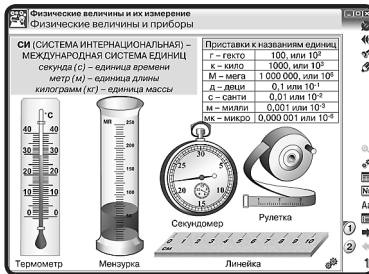 Физические величины и их измерение
Физические величины и приборы
СИ (СИСТЕМА ИНТЕРНАЦИОНАЛЬНАЯ) –
МЕЖДУНАРОДНАЯ СИСТЕМА ЕДИНИЦ
секунда (с) – единица времени
метр (м) – единица длины
килограмм (кг) – единица массы
Приставки к названиям единиц
г – гекто 100, или 10²
к – кило 1000, или 10³
М – мега 1 000 000, или 10⁶
д – деци 0,1 или 10⁻¹
с – санти 0,01 или 10⁻²
м – милли 0,001 или 10⁻³
мк – микро 0,000 001 или 10⁻⁶
°C
40 40
30 30
20 20
10 10
0 0
Термометр
мл
250
200
150
100
50
Мензурка
30
15
Секундомер
Рулетка
0 1 2 3 4 5 6 7 8 9 10
СМ
Линейка
1
2